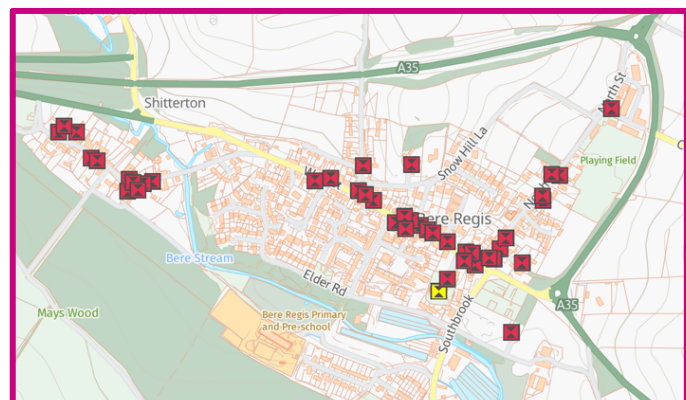 A35
North St
Shitterton
Snow Hill La
Playing Field
Bere Regis
Bere Stream
Elder Rd
A35
Mays Wood
Bere Regis Primary
and Pre-school
Southbrook